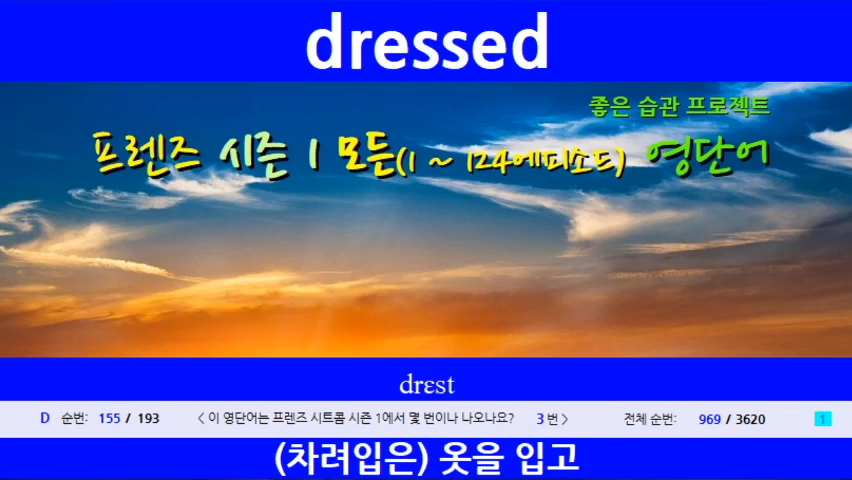 dressed
좋은 습관 프로젝트
프렌즈 시즌 1 모든(1 ~ 124에피소드) 영단어
drɛst
D 순번: 155 / 193 < 이 영단어는 프렌즈 시트콤 시즌 1에서 몇 번이나 나오나요? 3 번 > 전체 순번: 969 / 3620 1
(차려입은) 옷을 입고